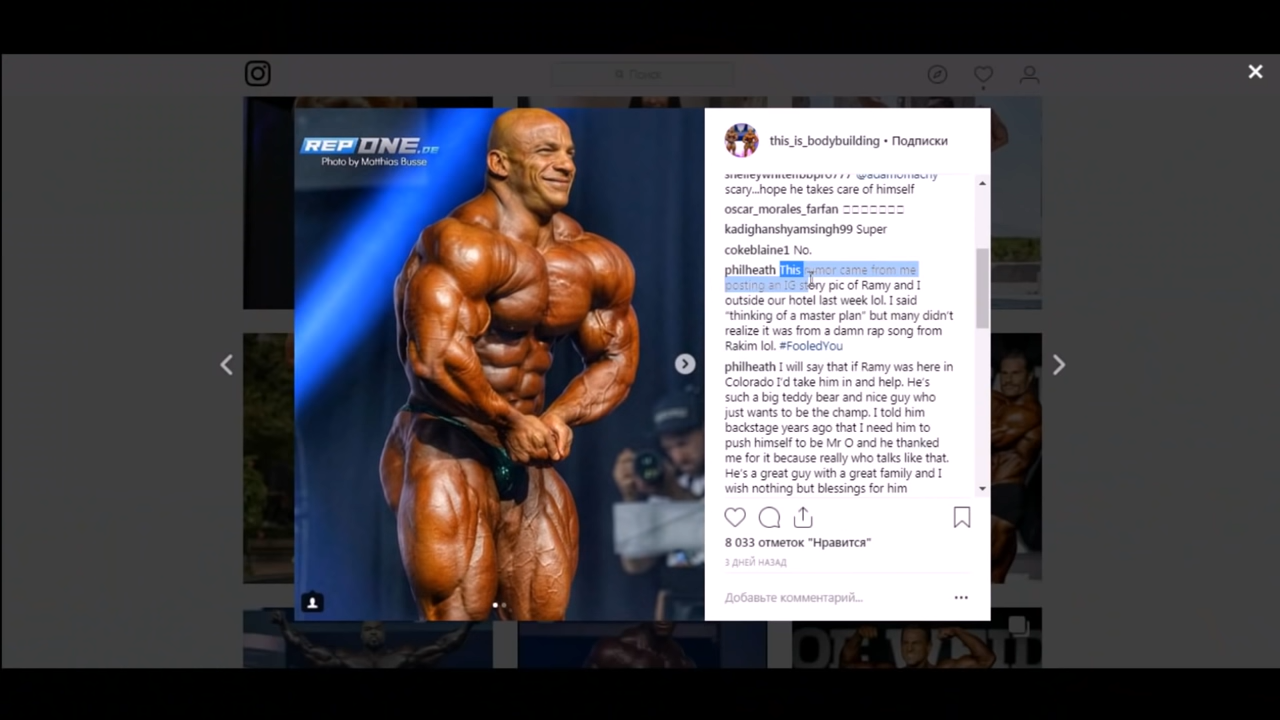 Поиск
REP ONE.DE
Photo by Matthias Busse
this_is_bodybuilding • Подписки
shelleywhiteifbbpro777 @adamomachy
scary...hope he takes care of himself
oscar_morales_farfan
kadighanshyamsingh99 Super
cokeblaine1 No.
philheath This rumor came from me
posting an IG story pic of Ramy and I
outside our hotel last week lol. I said
"thinking of a master plan" but many didn't
realize it was from a damn rap song from
Rakim lol. #FooledYou
philheath I will say that if Ramy was here in
Colorado I'd take him in and help. He's
such a big teddy bear and nice guy who
just wants to be the champ. I told him
backstage years ago that I need him to
push himself to be Mr O and he thanked
me for it because really who talks like that.
He's a great guy with a great family and I
wish nothing but blessings for him
8 033 отметок "Нравится"
3 ДНЕЙ НАЗАД
Добавьте комментарий...